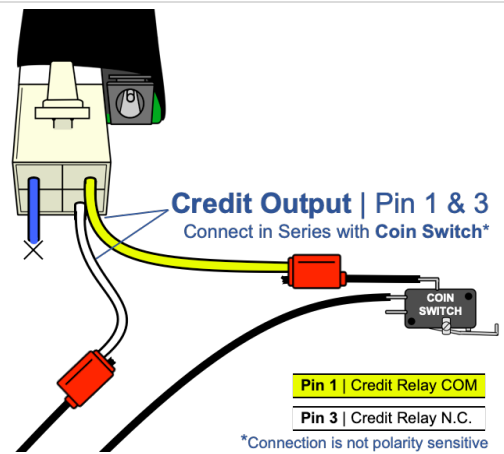 Credit Output | Pin 1 & 3
Connect in Series with Coin Switch*
COIN
SWITCH
Pin 1 | Credit Relay COM
Pin 3 | Credit Relay N.C.
*Connection is not polarity sensitive